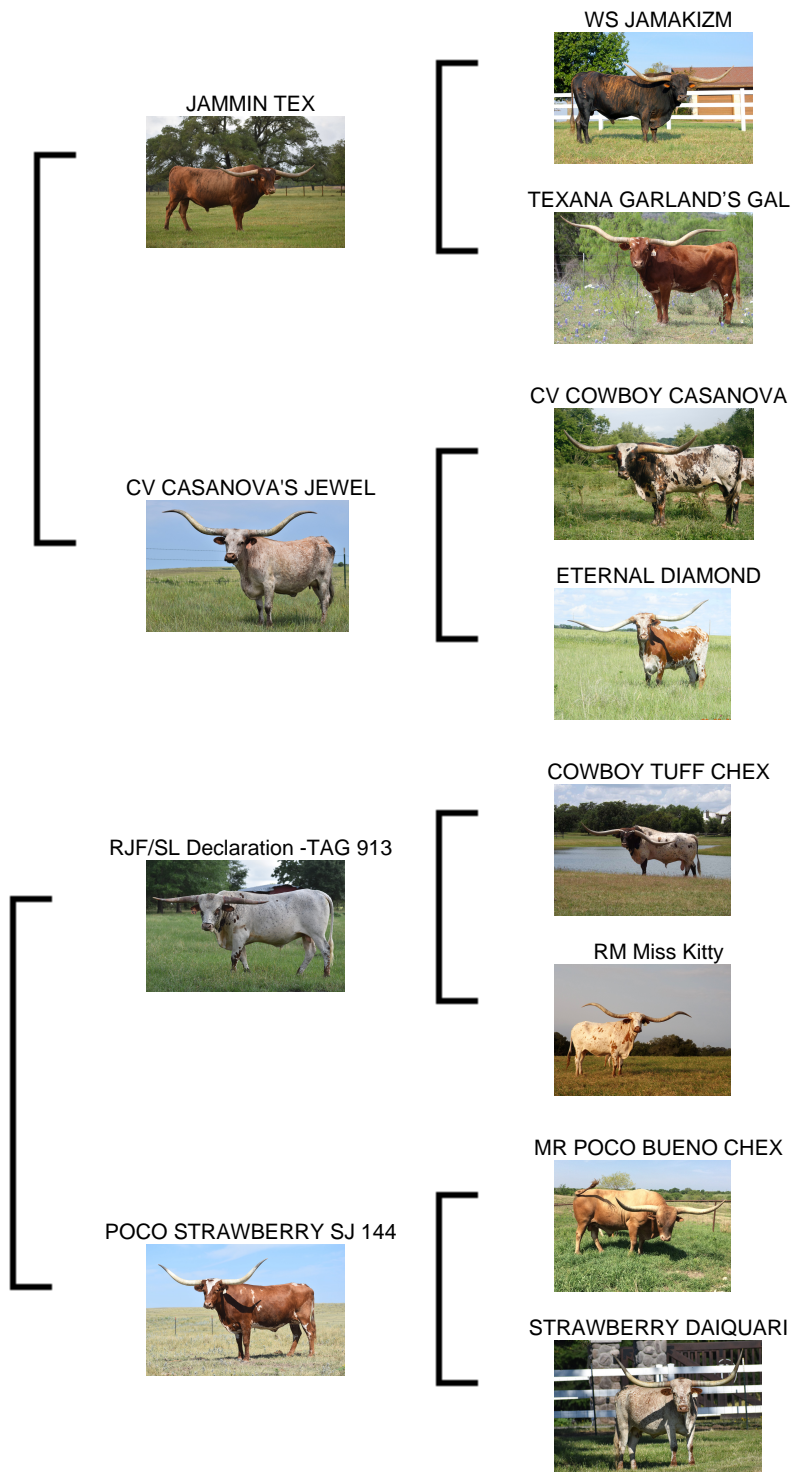 WS JAMAKIZM
JAMMIN TEX
TEXANA GARLAND'S GAL
CV COWBOY CASANOVA
CV CASANOVA'S JEWEL
ETERNAL DIAMOND
COWBOY TUFF CHEX
RJF/SL Declaration -TAG 913
RM Miss Kitty
MR POCO BUENO CHEX
POCO STRAWBERRY SJ 144
STRAWBERRY DAIQUARI